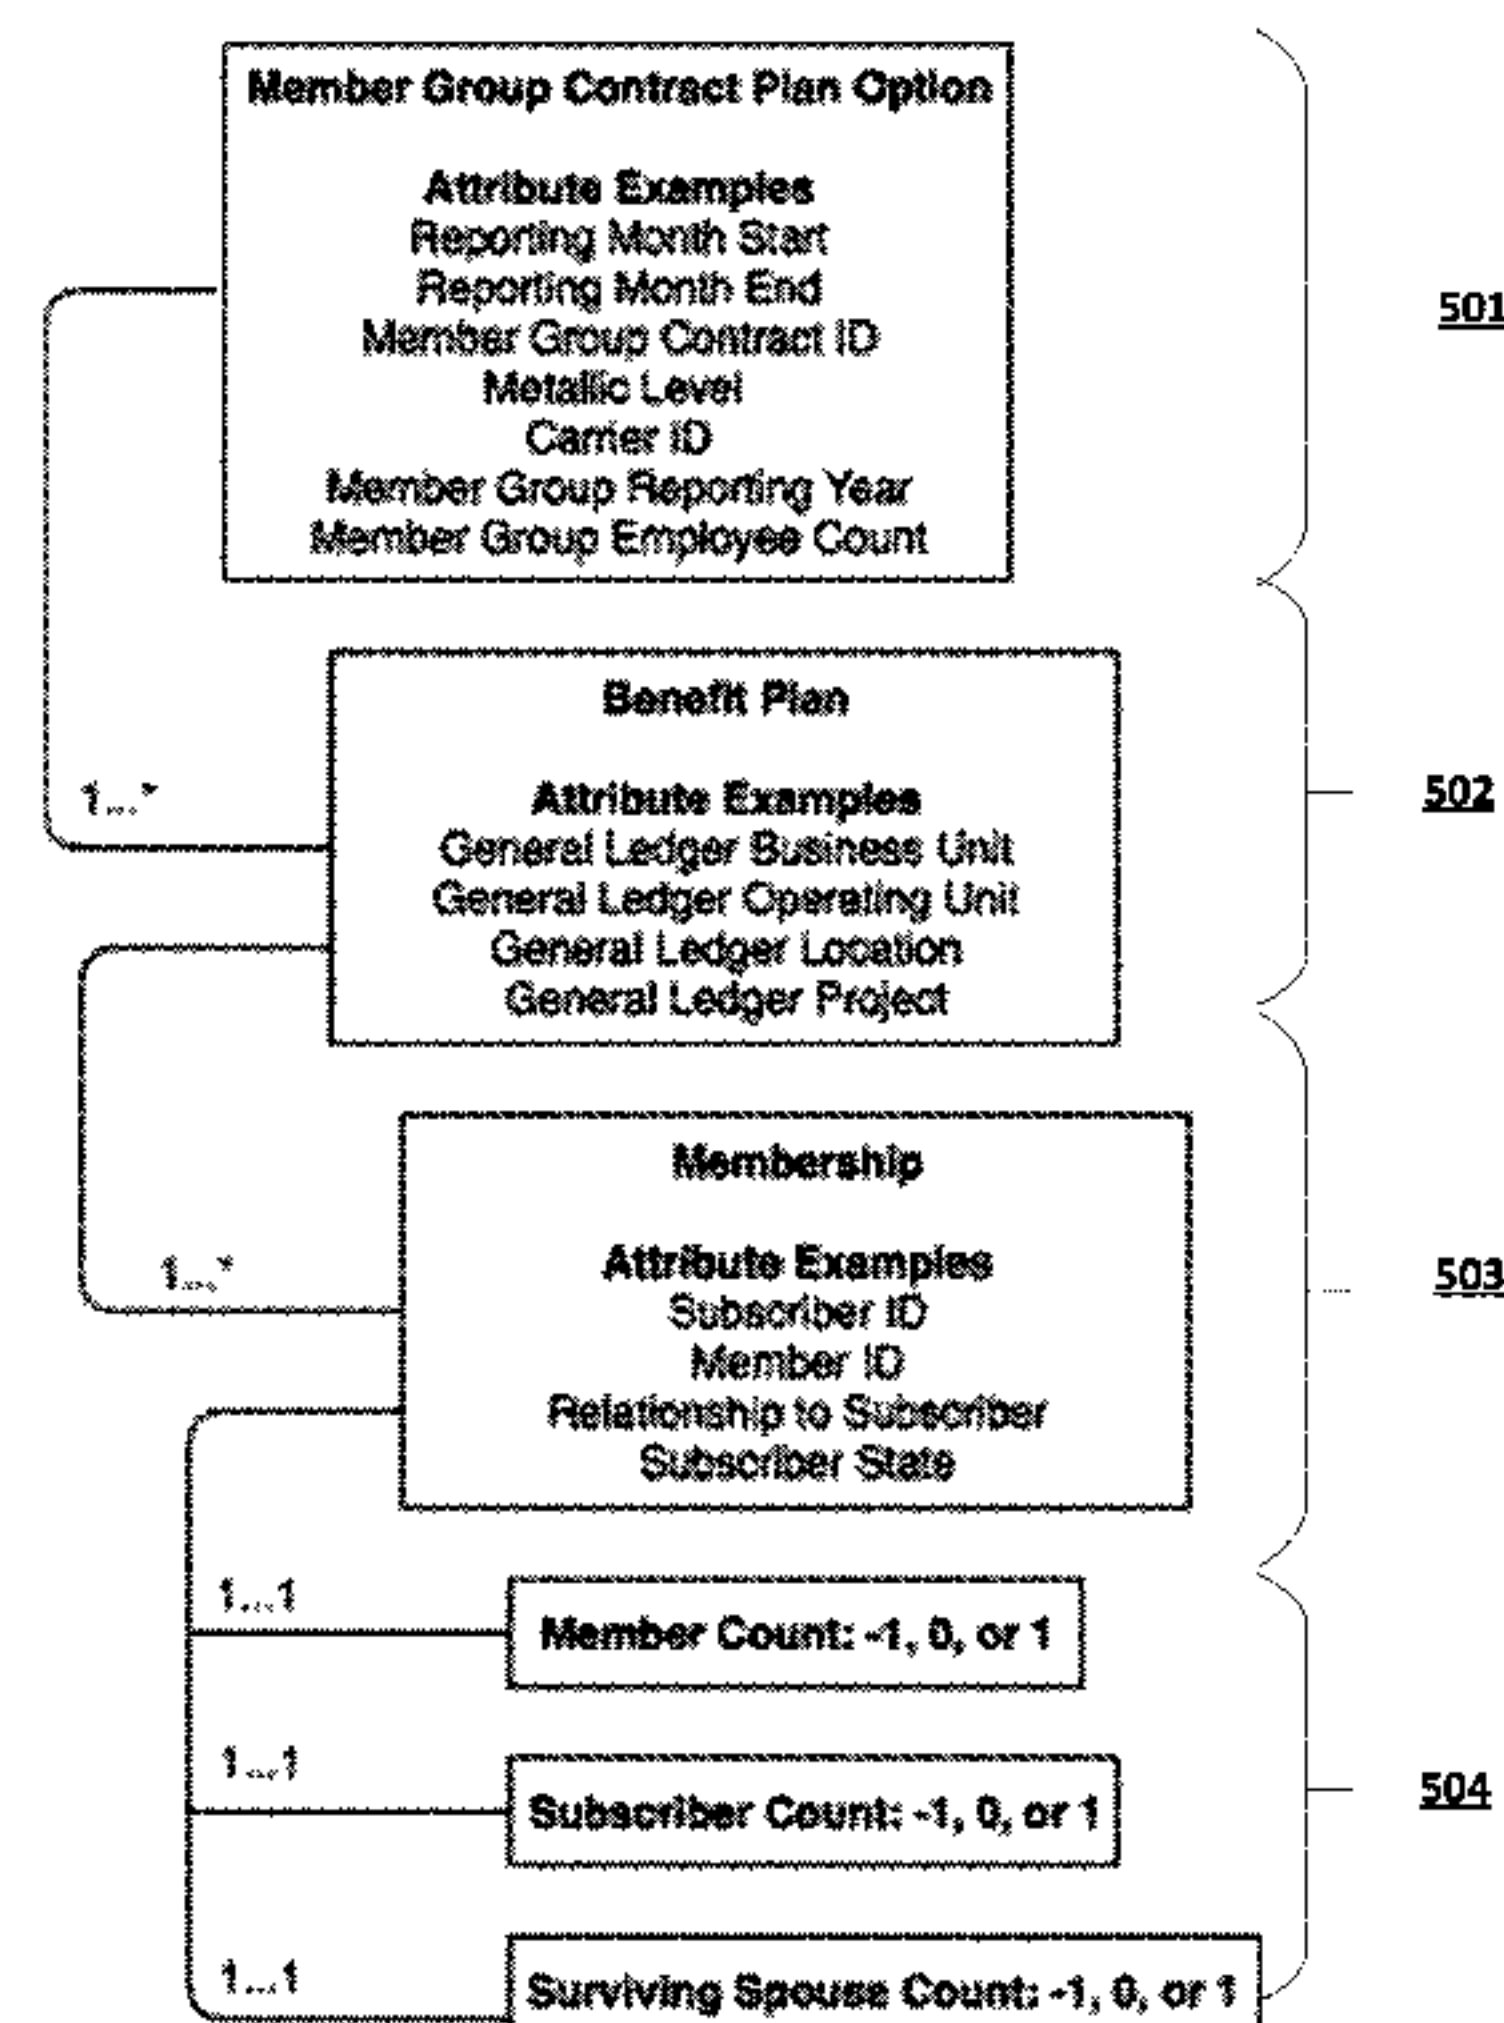 Member Group Contract Plan Option
Attribute Examples
Reporting Month Start
Reporting Month End
Member Group Contract ID
Metallic Level
Carrier ID
Member Group Reporting Year
Member Group Employee Count
501
Benefit Plan
Attribute Examples
General Ledger Business Unit
General Ledger Operating Unit
General Ledger Location
General Ledger Project
1...*
502
Membership
Attribute Examples
Subscriber ID
Member ID
Relationship to Subscriber
Subscriber State
1...*
503
1...1
Member Count: -1, 0, or 1
1...1
Subscriber Count: -1, 0, or 1
504
1...1
Surviving Spouse Count: -1, 0, or 1